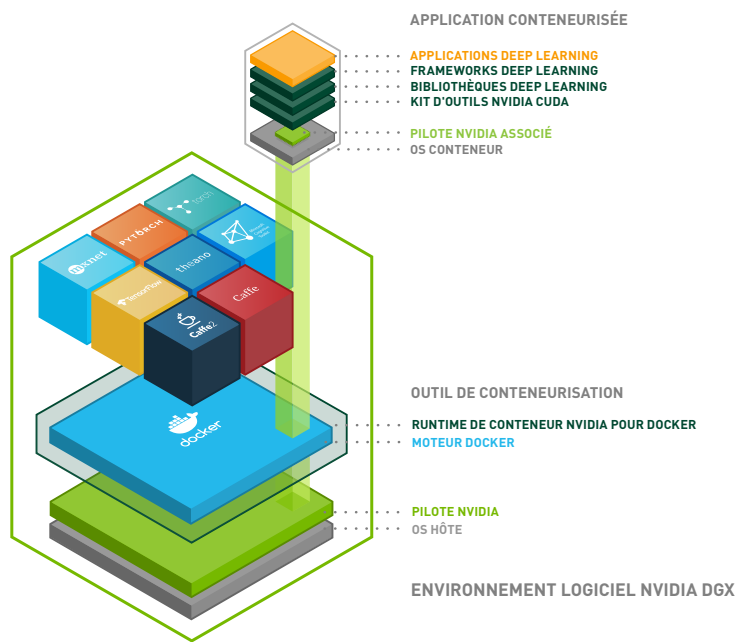 APPLICATION CONTENEURISÉE
APPLICATIONS DEEP LEARNING
FRAMEWORKS DEEP LEARNING
BIBLIOTHÈQUES DEEP LEARNING
KIT D'OUTILS NVIDIA CUDA
PILOTE NVIDIA ASSOCIÉ
OS CONTENEUR
torch
PYTORCH
mxnet
theano
TensorFlow
Caffe
Caffe2
docker
OUTIL DE CONTENEURISATION
RUNTIME DE CONTENEUR NVIDIA POUR DOCKER
MOTEUR DOCKER
PILOTE NVIDIA
OS HÔTE
ENVIRONNEMENT LOGICIEL NVIDIA DGX